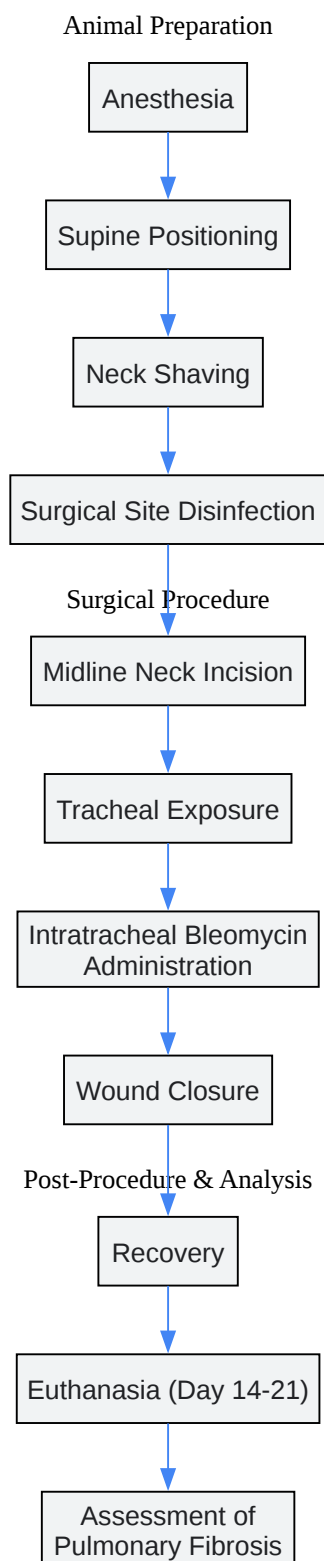 Animal Preparation
Anesthesia
Supine Positioning
Neck Shaving
Surgical Site Disinfection
Surgical Procedure
Midline Neck Incision
Tracheal Exposure
Intratracheal Bleomycin
Administration
Wound Closure
Post-Procedure & Analysis
Recovery
Euthanasia (Day 14-21)
Assessment of
Pulmonary Fibrosis